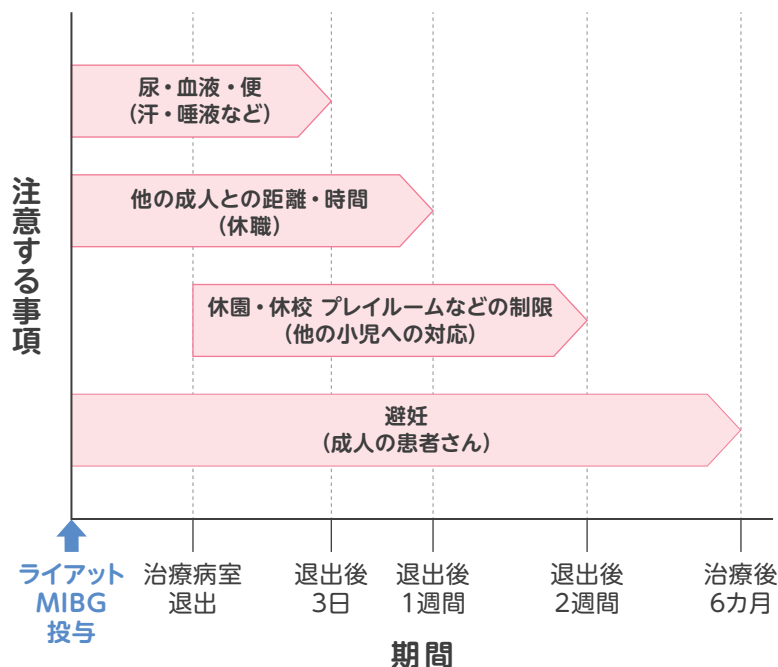 尿・血液・便
（汗・唾液など）
他の成人との距離・時間
（休職）
休園・休校 プレイルームなどの制限
（他の小児への対応）
避妊
（成人の患者さん）
注意する事項
ライアット
MIBG
投与
治療病室
退出
退出後
3日
退出後
1週間
退出後
2週間
治療後
6カ月
期間